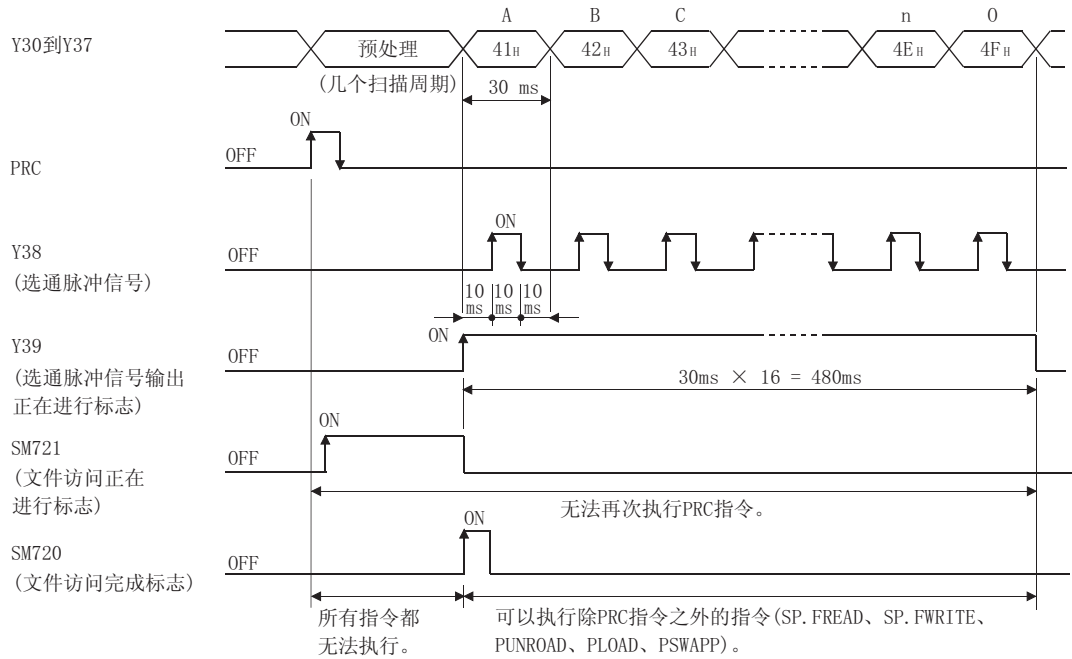 A B C n O
Y30到Y37 预处理 41H 42H 43H 4EH 4FH
(几个扫描周期) 30 ms
ON
PRC OFF
ON
Y38 OFF
(选通脉冲信号)
10 ms 10 ms 10 ms
ON
Y39 OFF
(选通脉冲信号输出 30ms × 16 = 480ms
正在进行标志)
ON
SM721 OFF
(文件访问正在
进行标志)
无法再次执行PRC指令。
ON
SM720 OFF
(文件访问完成标志)
所有指令都
无法执行。
可以执行除PRC指令之外的指令(SP.FREAD、SP.FWRITE、
PUNROAD、PLOAD、PSWAPP)。